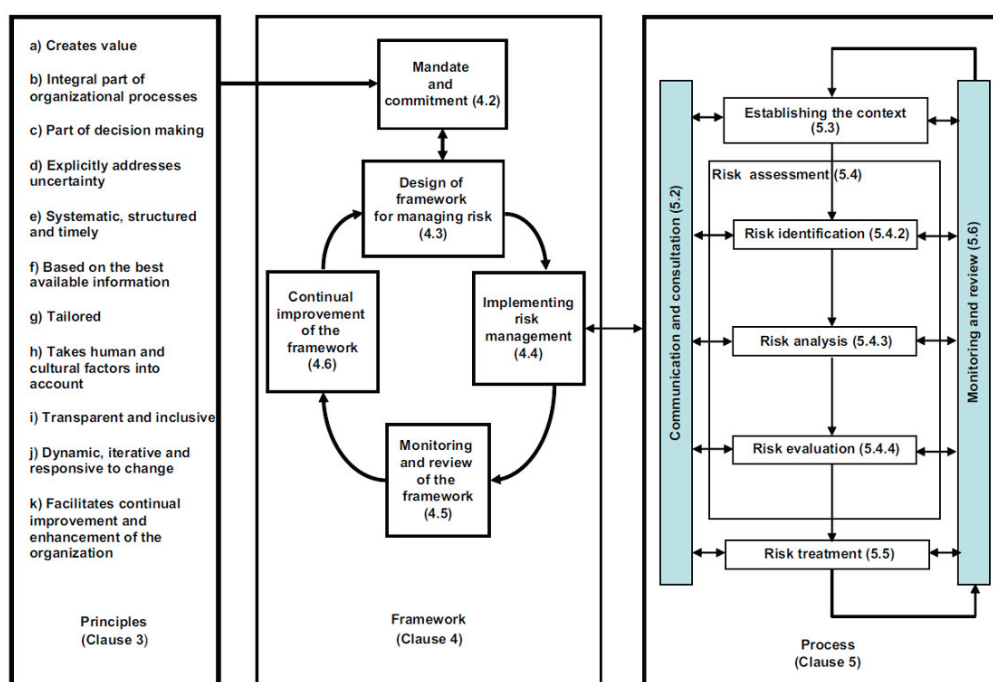 a) Creates value
b) Integral part of
organizational processes
c) Part of decision making
d) Explicitly addresses
uncertainty
e) Systematic, structured
and timely
f) Based on the best
available information
g) Tailored
h) Takes human and
cultural factors into
account
i) Transparent and inclusive
j) Dynamic, iterative and
responsive to change
k) Facilitates continual
improvement and
enhancement of the
organization
Principles
(Clause 3)
Mandate
and
commitment (4.2)
Design of
framework
for managing risk
(4.3)
Continual
improvement
of the
framework
(4.6)
Implementing
risk
management
(4.4)
Monitoring
and review
of the
framework
(4.5)
Framework
(Clause 4)
Communication and consultation (5.2)
Establishing the context
(5.3)
Risk assessment (5.4)
Risk identification (5.4.2)
Risk analysis (5.4.3)
Risk evaluation (5.4.4)
Risk treatment (5.5)
Monitoring and review (5.6)
Process
(Clause 5)